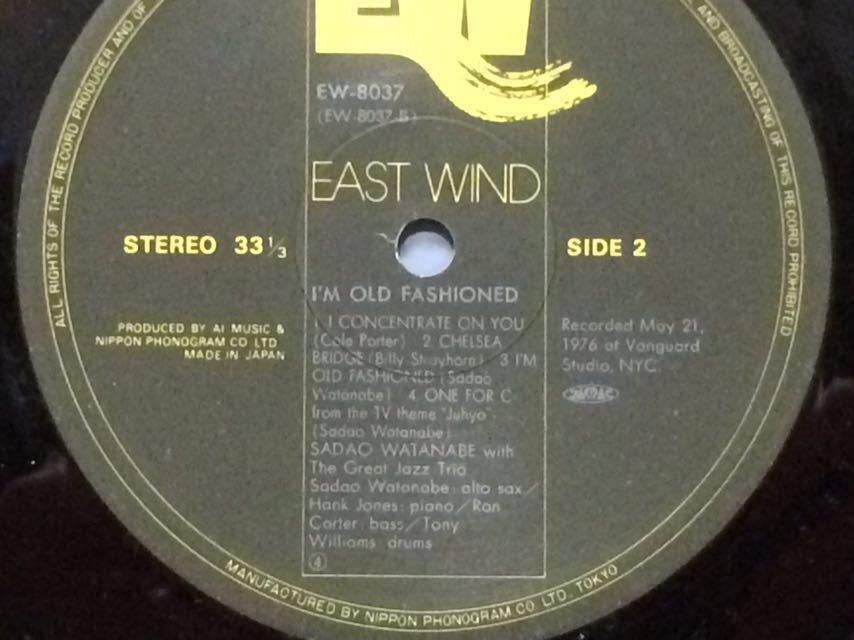 EW-8037
(EW-8037-B)
EAST WIND
STEREO 33⅓
SIDE 2
I'M OLD FASHIONED
1 I CONCENTRATE ON YOU
(Cole Porter) 2 CHELSEA
BRIDGE (Billy Strayhorn) 3 I'M
OLD FASHIONED (Sadao
Watanabe) 4 ONE FOR C
from the TV theme "Juhyo"
(Sadao Watanabe)
SADAO WATANABE with
The Great Jazz Trio
Sadao Watanabe: alto sax/
Hank Jones: piano/Ron
Carter: bass/Tony
Williams: drums
④
PRODUCED BY AI MUSIC &
NIPPON PHONOGRAM CO LTD
MADE IN JAPAN
Recorded May 21,
1976 at Vanguard
Studio, NYC.
ALL RIGHTS OF THE RECORD PRODUCER AND OF
AND BROADCASTING OF THIS RECORD PROHIBITED
MANUFACTURED BY NIPPON PHONOGRAM CO. LTD. TOKYO